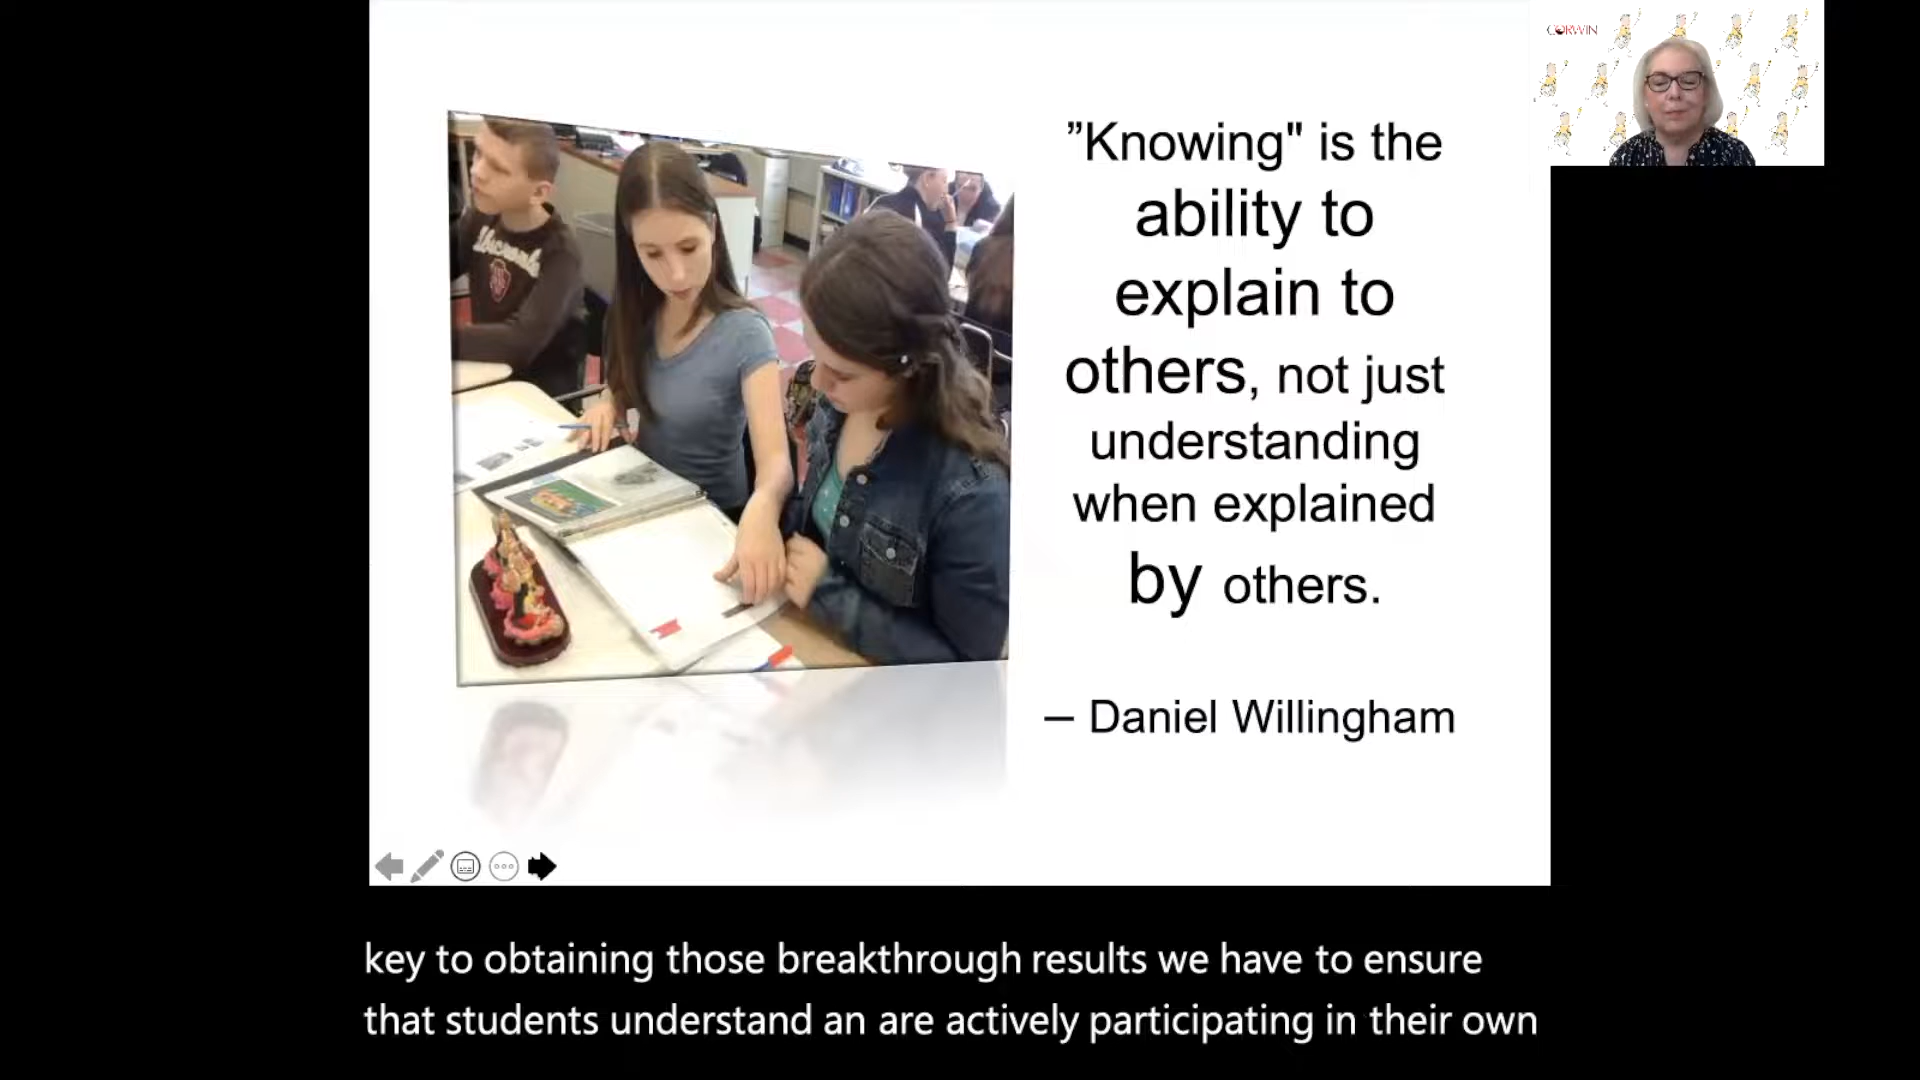 CORWIN
”Knowing" is the
ability to
explain to
others, not just
understanding
when explained
by others.
– Daniel Willingham
key to obtaining those breakthrough results we have to ensure
that students understand an are actively participating in their own